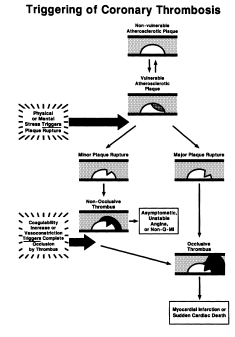 Triggering of Coronary Thrombosis
Non-vulnerable
Atherosclerotic Plaque
Vulnerable
Atherosclerotic
Plaque
Physical
or Mental
Stress Triggers
Plaque Rupture
Minor Plaque Rupture
Major Plaque Rupture
Non-Occlusive
Thrombus
Asymptomatic,
Unstable
Angina,
or Non-Q-MI
Coagulability
Increase or
Vasoconstriction
Triggers Complete
Occlusion
by Thrombus
Occlusive
Thrombus
Myocardial Infarction or
Sudden Cardiac Death